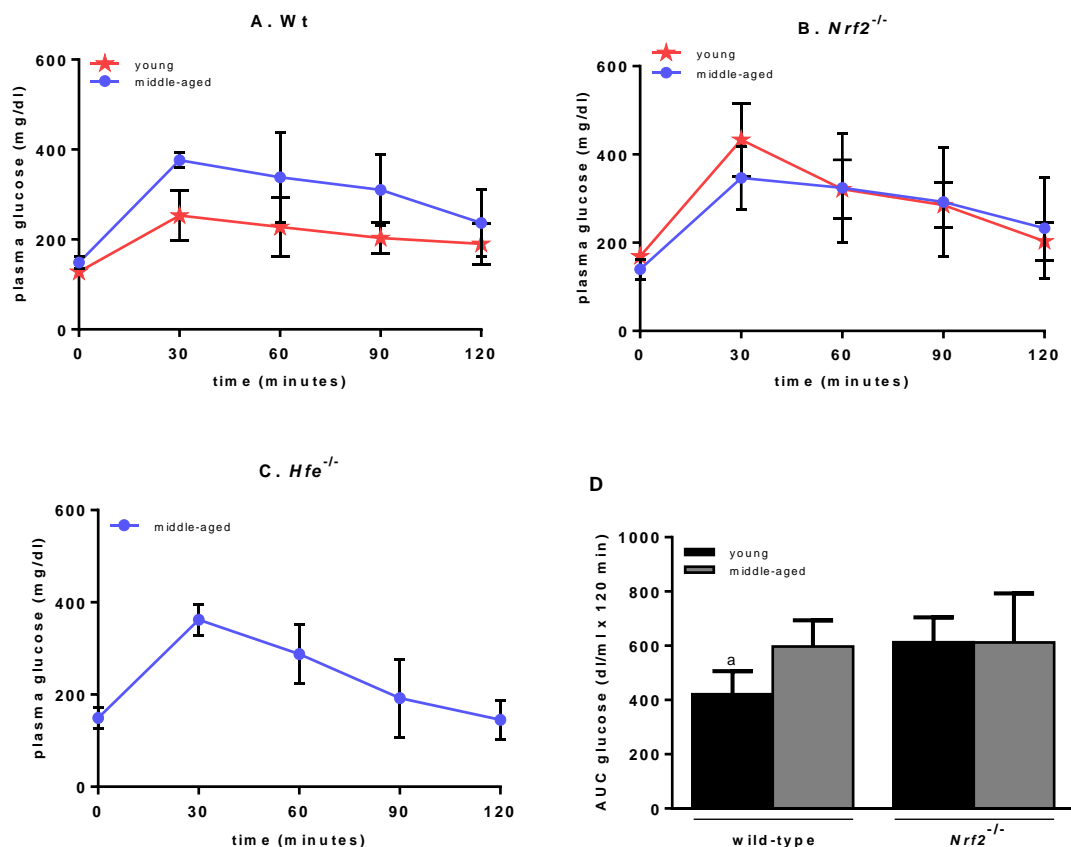 A. Wt
young
middle-aged
plasma glucose (mg/dl)
600
400
200
0
0 30 60 90 120
time (minutes)
B. Nrf2-/-
young
middle-aged
plasma glucose (mg/dl)
600
400
200
0
0 30 60 90 120
time (minutes)
C. Hfe-/-
middle-aged
plasma glucose (mg/dl)
600
400
200
0
0 30 60 90 120
time (minutes)
D
young
middle-aged
AUC glucose (dl/ml x 120 min)
1000
800
600
400
200
0
a
wild-type Nrf2-/-